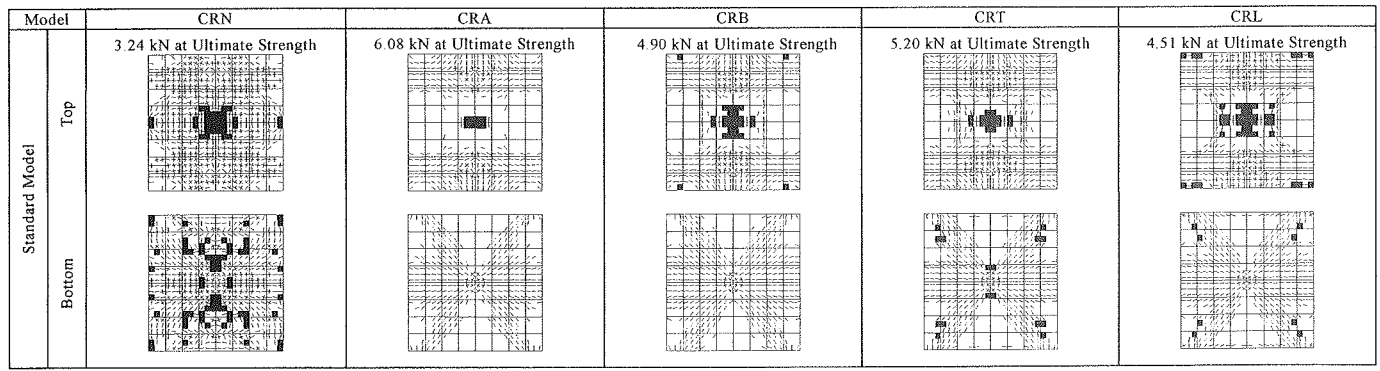 Model CRN CRA CRB CRT CRL
3.24 kN at Ultimate Strength 6.08 kN at Ultimate Strength 4.90 kN at Ultimate Strength 5.20 kN at Ultimate Strength 4.51 kN at Ultimate Strength
Standard Model
Top
Bottom